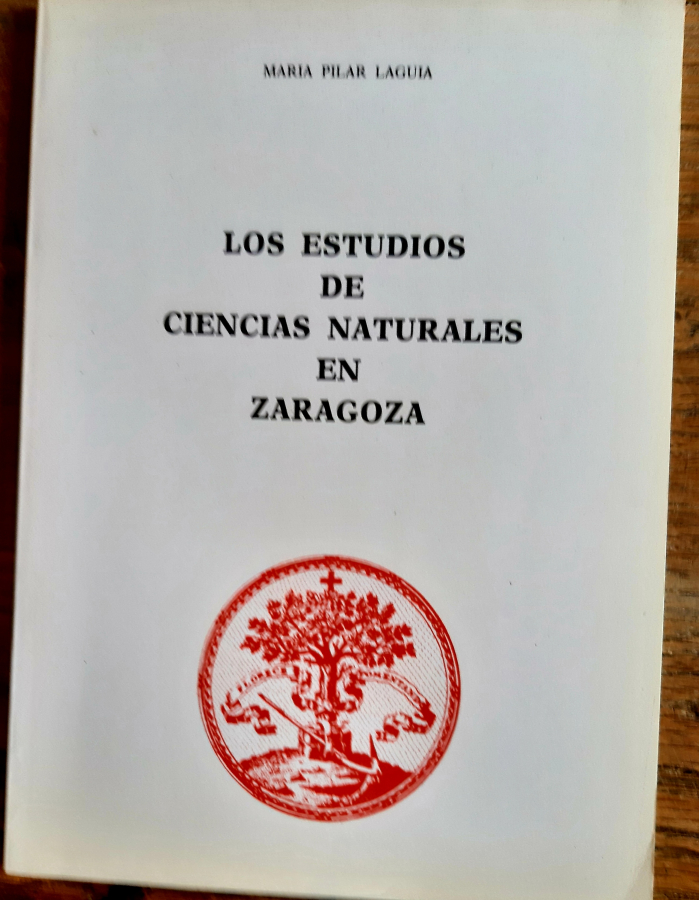 MARIA PILAR LAGUIA
LOS ESTUDIOS
DE
CIENCIAS NATURALES
EN
ZARAGOZA